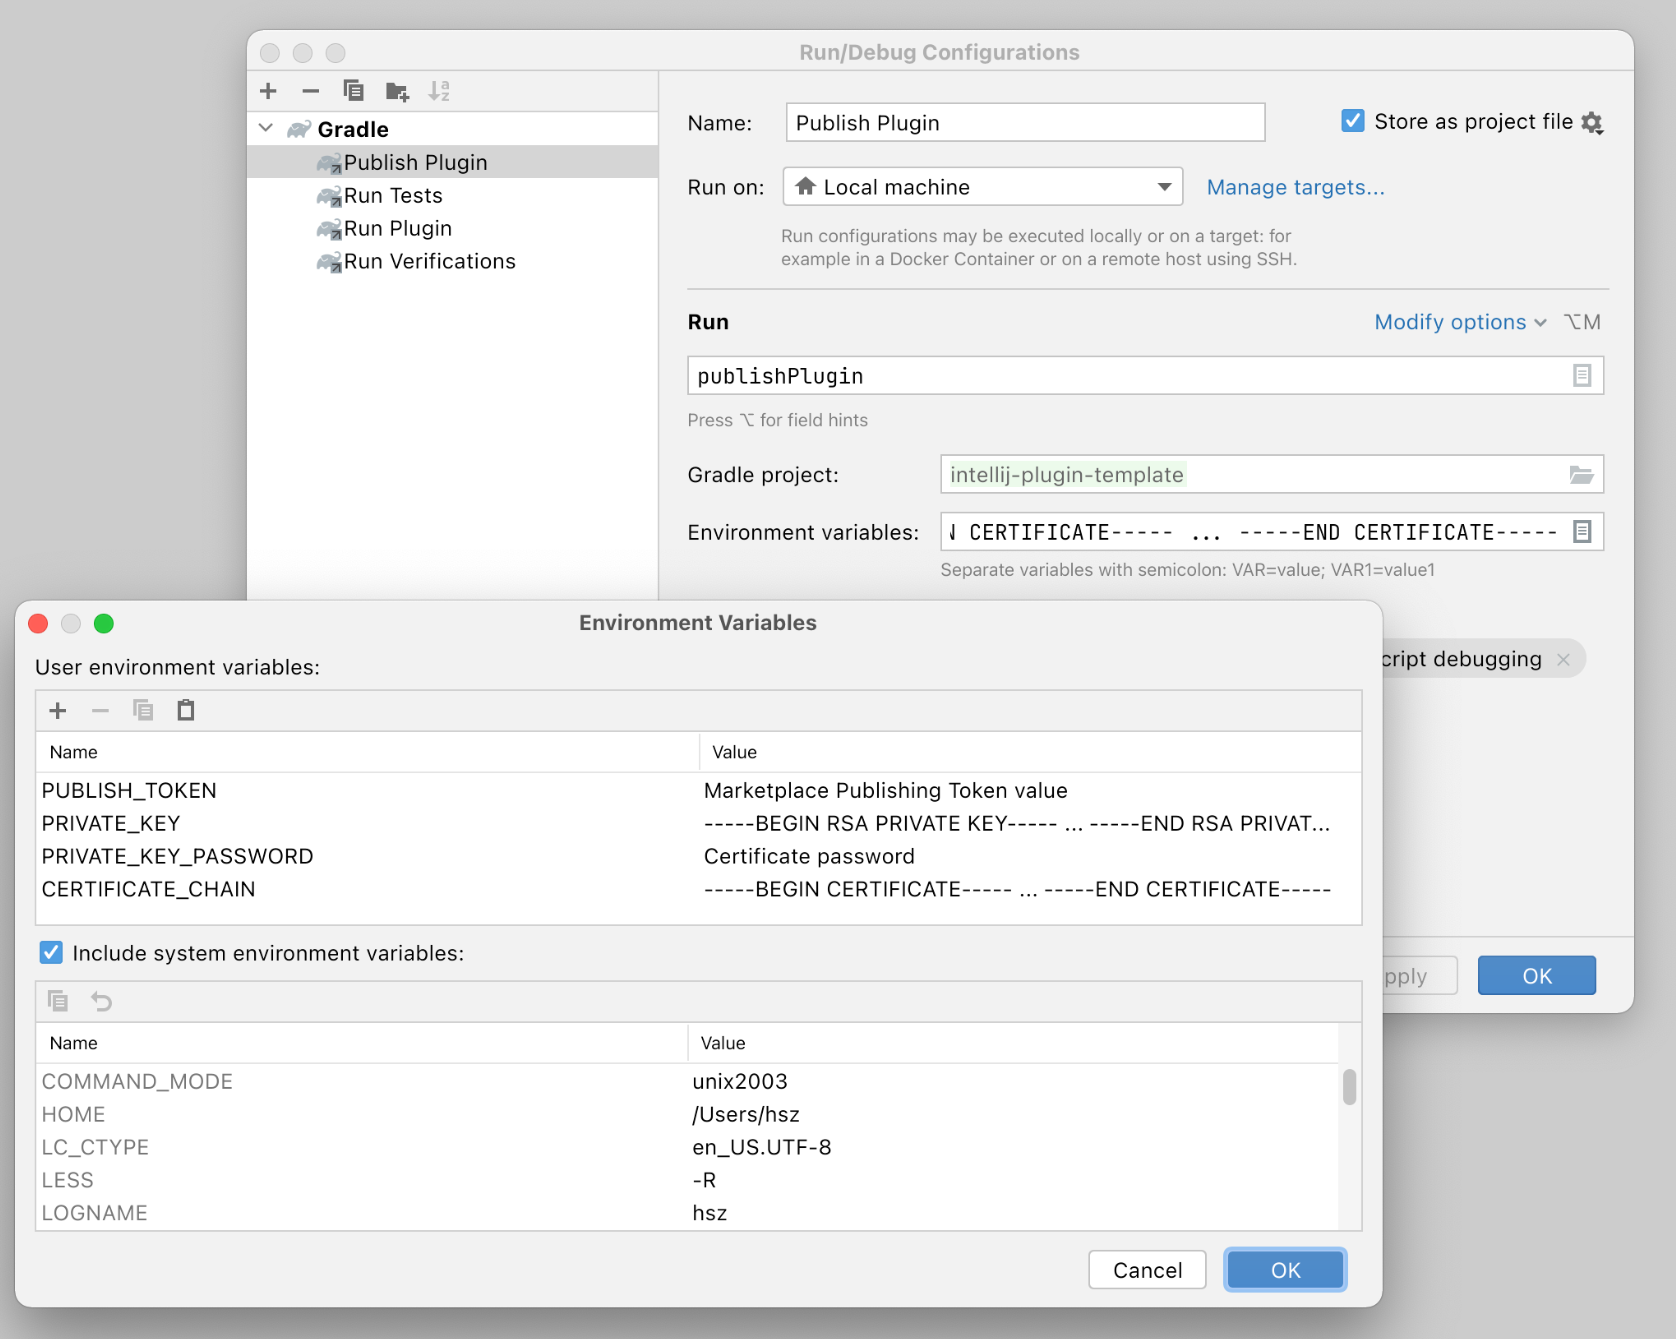 Run/Debug Configurations
Gradle
Publish Plugin
Run Tests
Run Plugin
Run Verifications
Name:
Publish Plugin
Store as project file
Run on:
Local machine
Manage targets...
Run configurations may be executed locally or on a target: for
example in a Docker Container or on a remote host using SSH.
Run
Modify options
⌥M
publishPlugin
Press ⌥ for field hints
Gradle project:
intellij-plugin-template
Environment variables:
CERTIFICATE----- ... -----END CERTIFICATE-----
Separate variables with semicolon: VAR=value; VAR1=value1
cript debugging
pply
OK
Environment Variables
User environment variables:
Name Value
PUBLISH_TOKEN Marketplace Publishing Token value
PRIVATE_KEY -----BEGIN RSA PRIVATE KEY----- ... -----END RSA PRIVAT...
PRIVATE_KEY_PASSWORD Certificate password
CERTIFICATE_CHAIN -----BEGIN CERTIFICATE----- ... -----END CERTIFICATE-----
Include system environment variables:
Name Value
COMMAND_MODE unix2003
HOME /Users/hsz
LC_CTYPE en_US.UTF-8
LESS -R
LOGNAME hsz
Cancel
OK